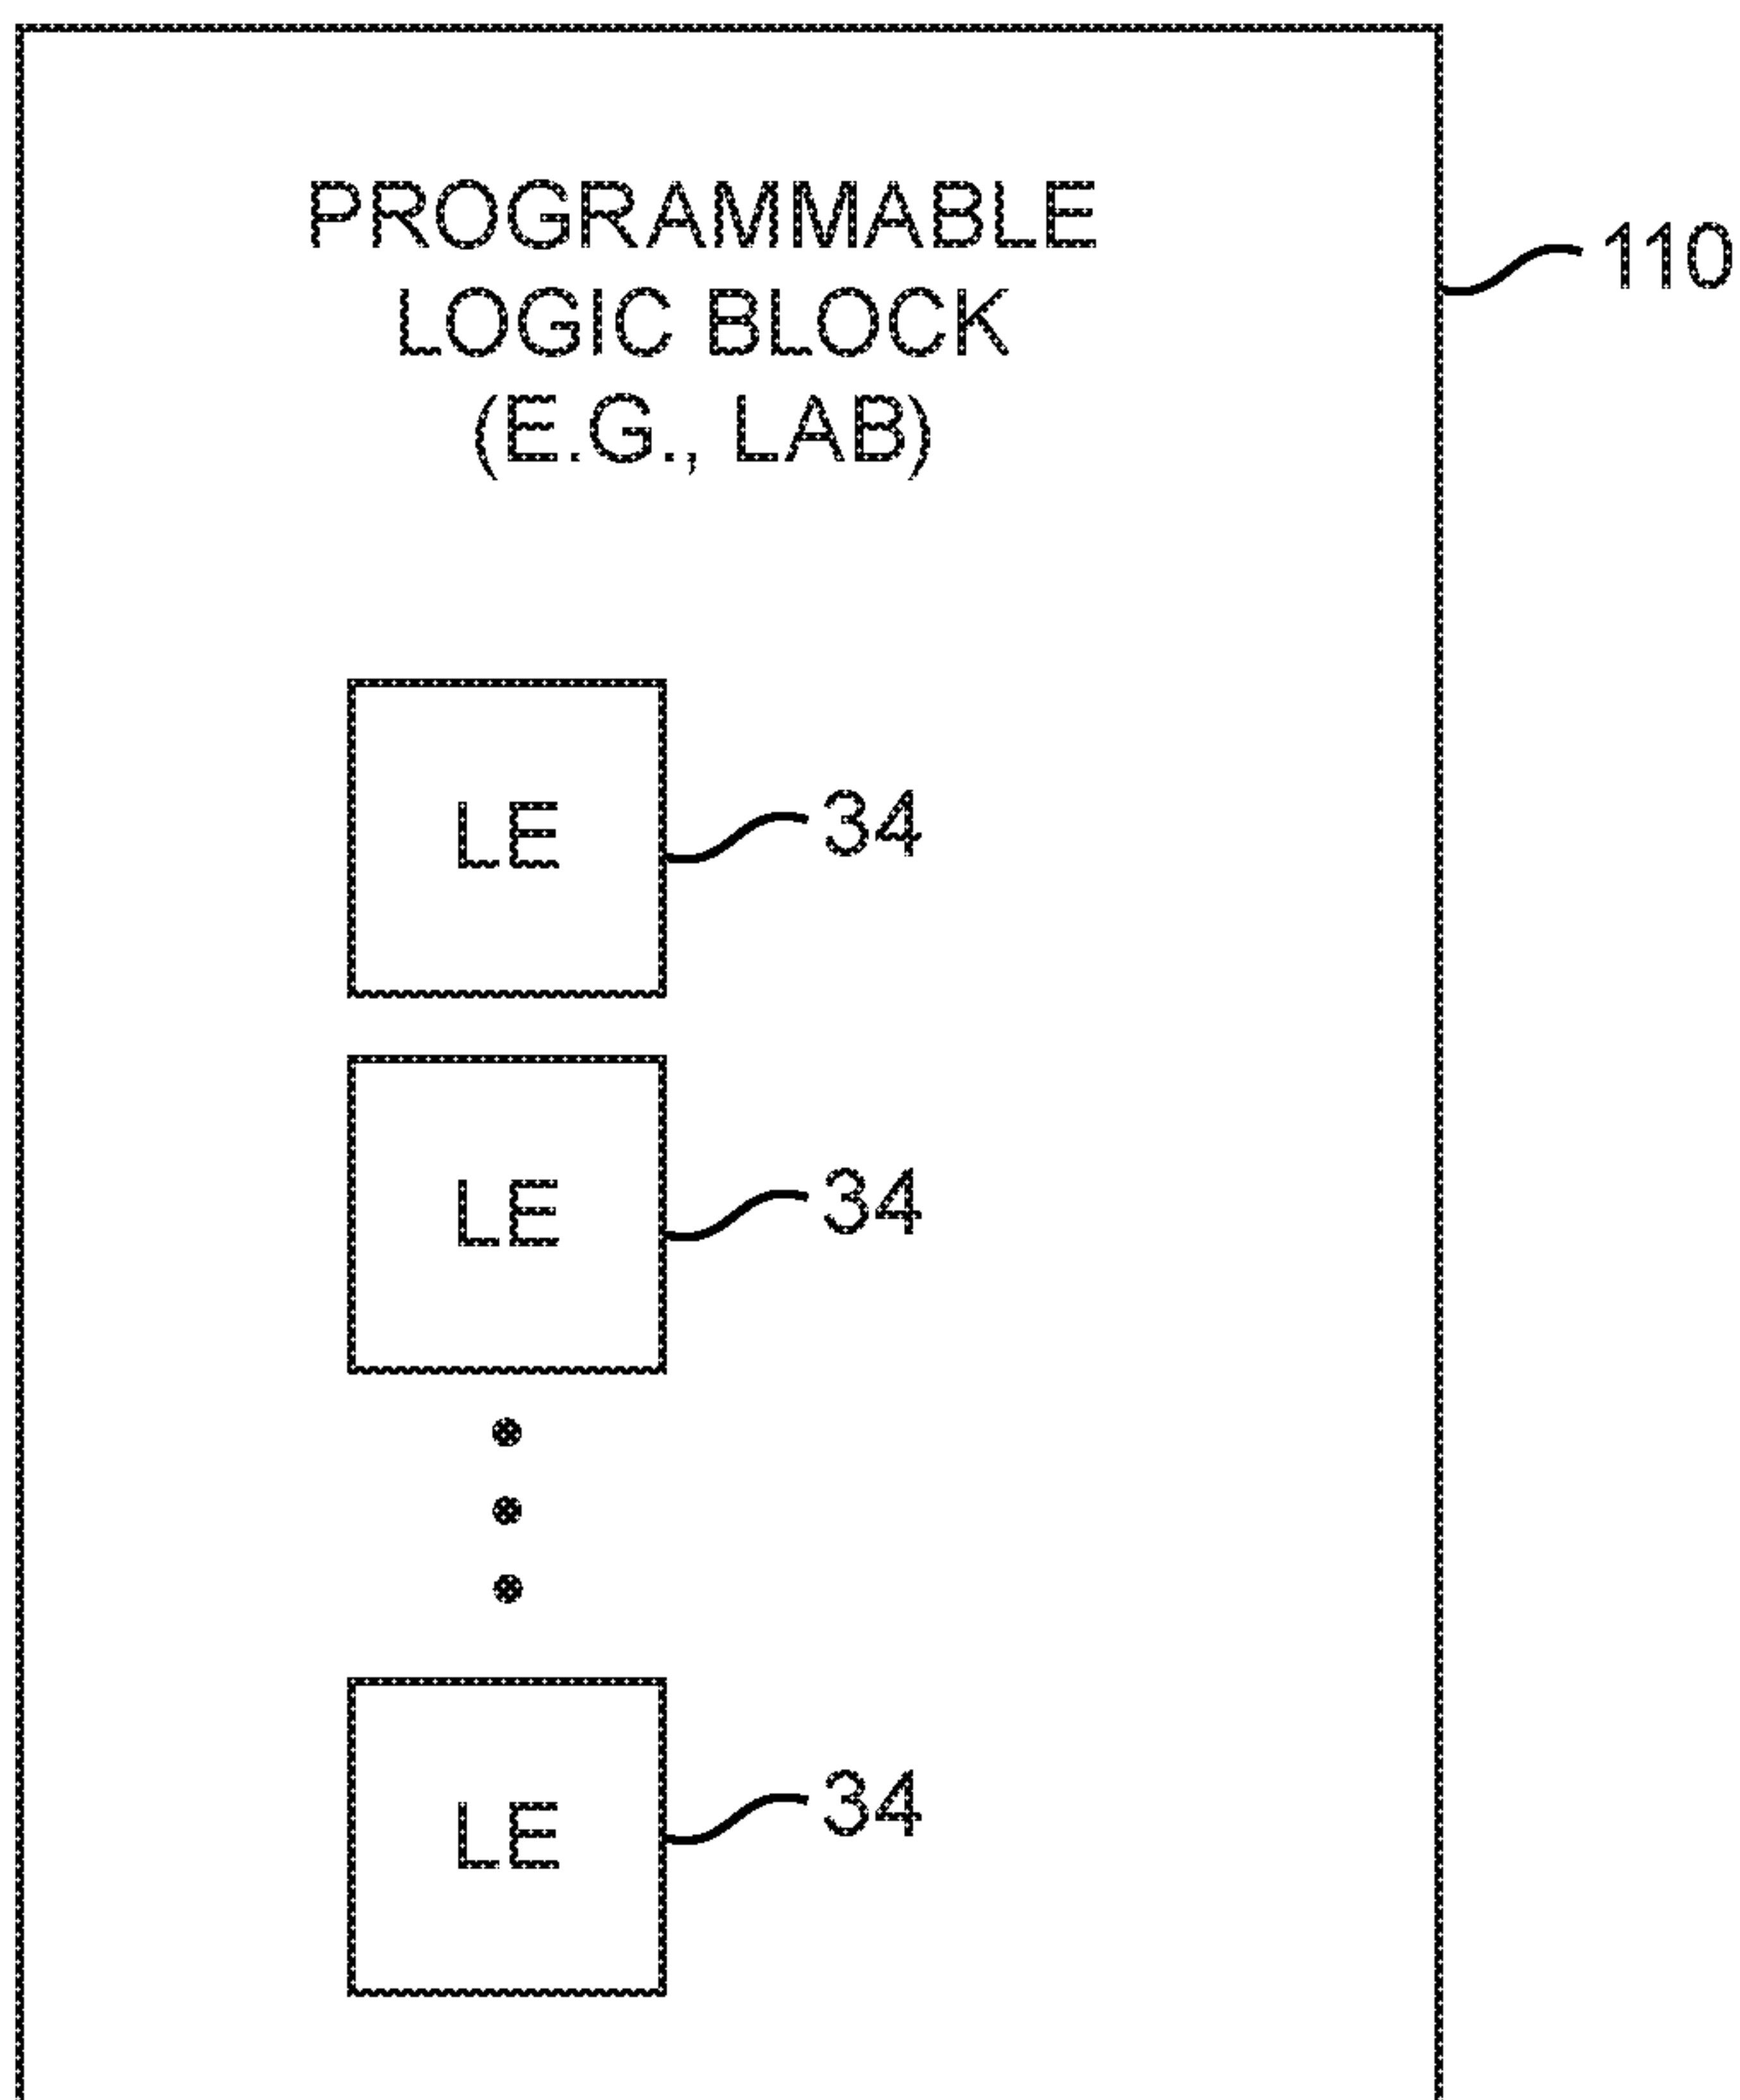 PROGRAMMABLE
LOGIC BLOCK
(E.G., LAB)
110
LE
34
LE
34
LE
34